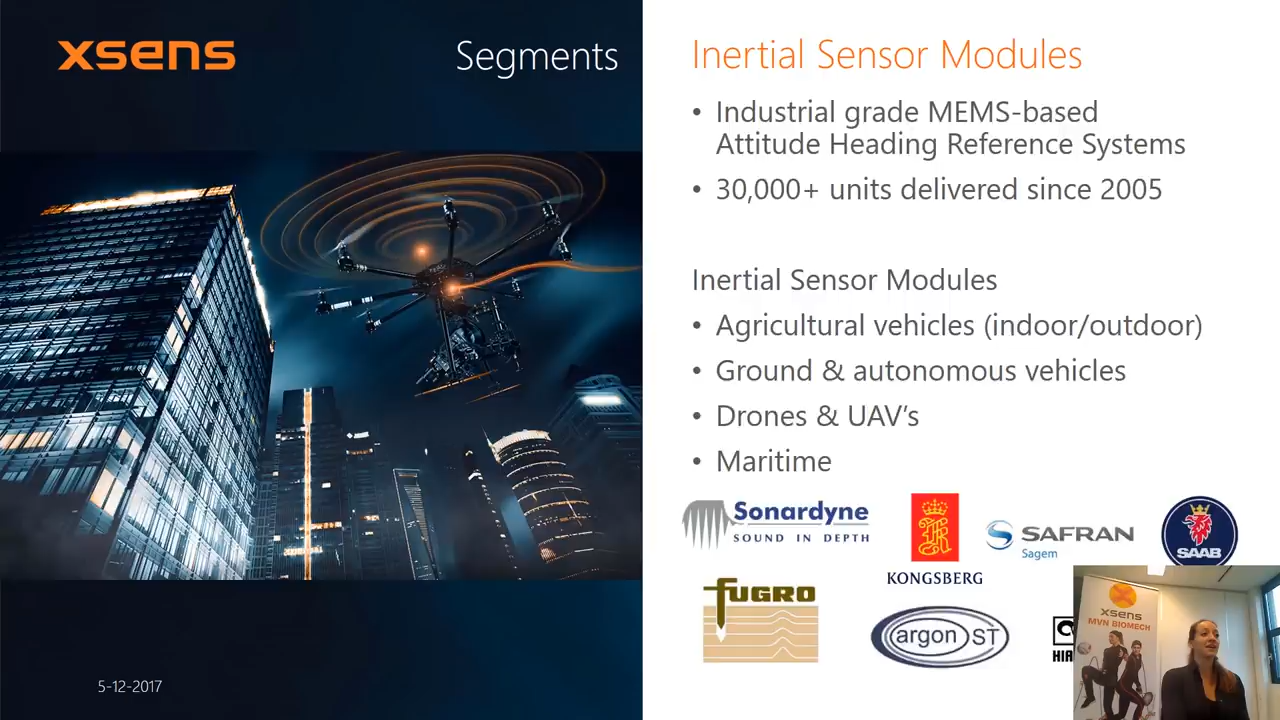 xsens
Segments
Inertial Sensor Modules
• Industrial grade MEMS-based
Attitude Heading Reference Systems
• 30,000+ units delivered since 2005
Inertial Sensor Modules
• Agricultural vehicles (indoor/outdoor)
• Ground & autonomous vehicles
• Drones & UAV's
• Maritime
Sonardyne
SOUND IN DEPTH
KONGSBERG
SAFRAN
Sagem
SAAB
FUGRO
argon ST
xsens
MVN BIOMECH
5-12-2017